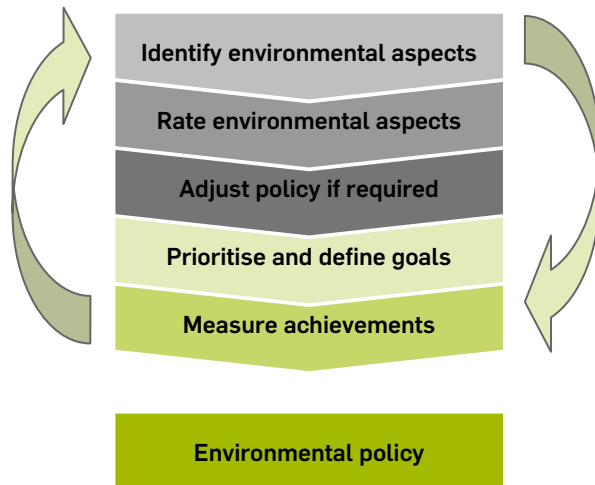 Identify environmental aspects
Rate environmental aspects
Adjust policy if required
Prioritise and define goals
Measure achievements
Environmental policy